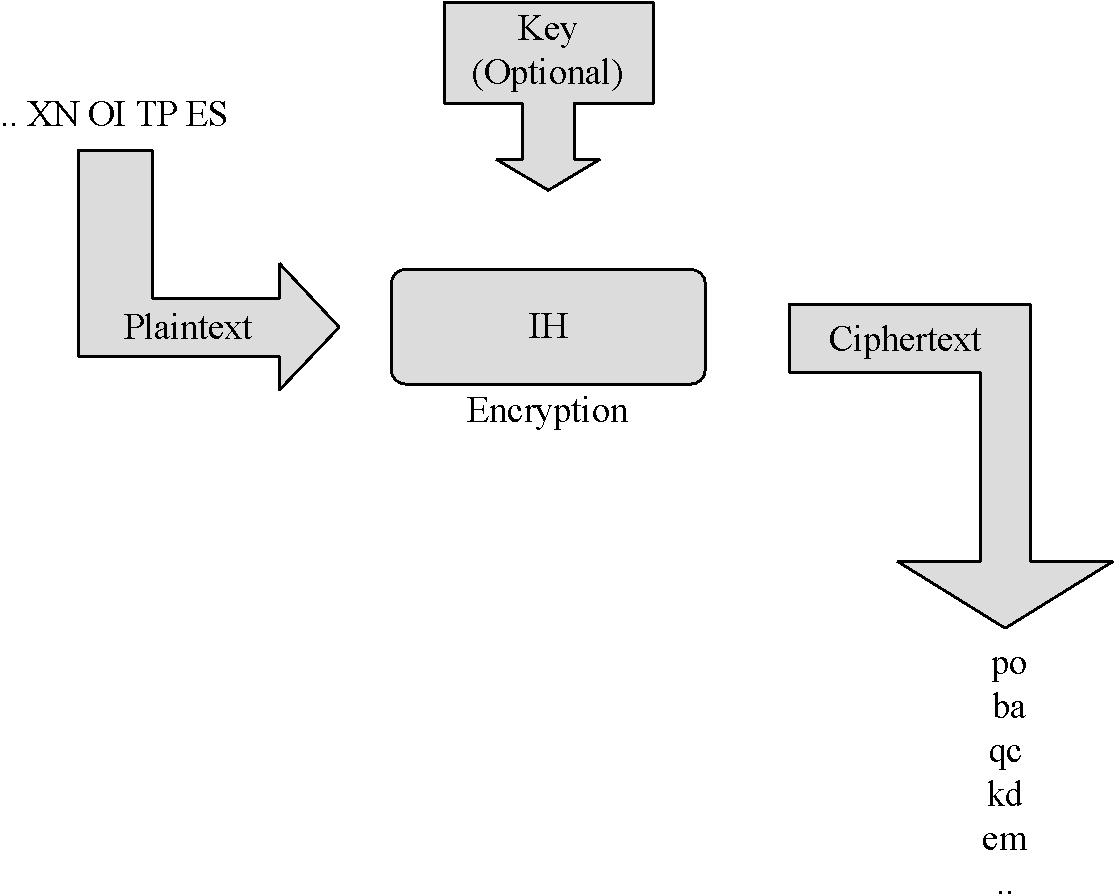 Key
(Optional)
.. XN OI TP ES
Plaintext
IH
Encryption
Ciphertext
po
ba
qc
kd
em
..